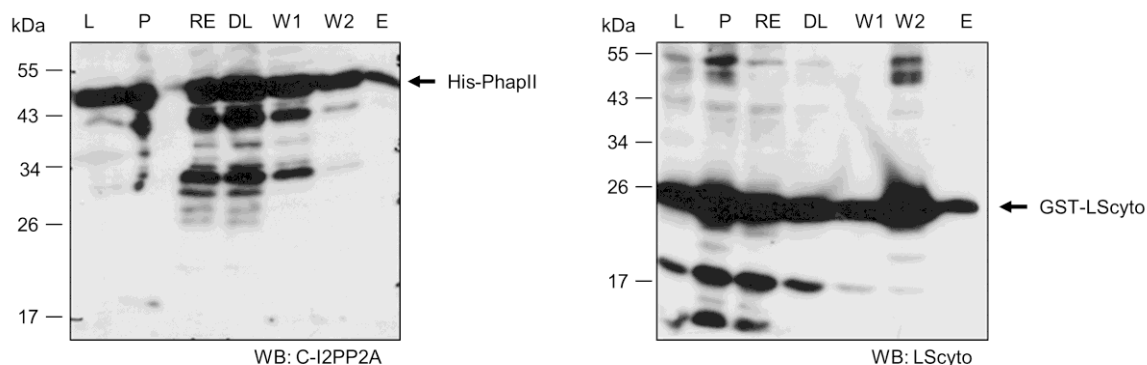 kDa L P RE DL W1 W2 E
55
43
34
26
17
His-PhapII
WB: C-I2PP2A
kDa L P RE DL W1 W2 E
55
43
34
26
17
GST-LScyto
WB: LScyto